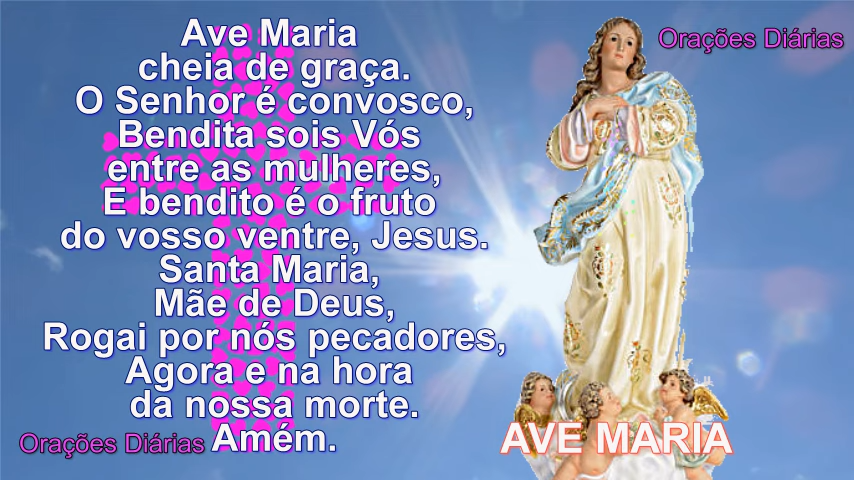 Ave Maria
cheia de graça.
O Senhor é convosco,
Bendita sois Vós
entre as mulheres,
E bendito é o fruto
do vosso ventre, Jesus.
Santa Maria,
Mãe de Deus,
Rogai por nós pecadores,
Agora e na hora
da nossa morte.
Amém.
Orações Diárias
Orações Diárias
AVE MARIA